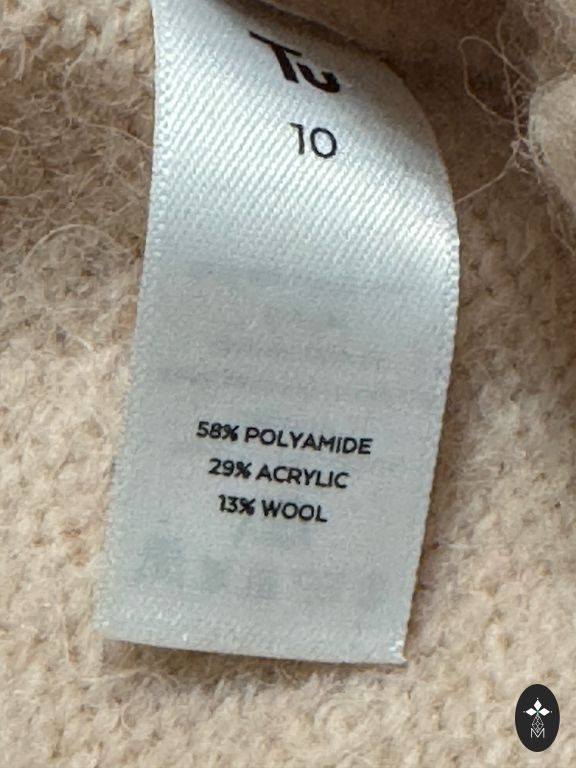 Tu
10
58% POLYAMIDE
29% ACRYLIC
13% WOOL
M